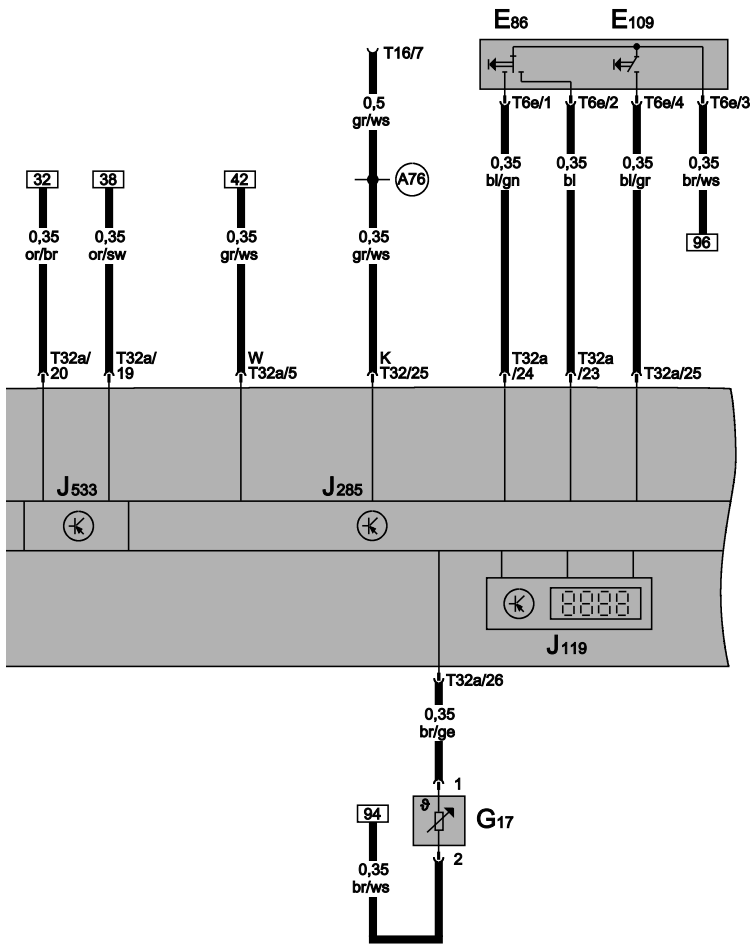 E86 E109
T16/7
T6e/1 T6e/2 T6e/4 T6e/3
0,5
gr/ws
A76
32 38 42
0,35
bl/gn
0,35
bl
0,35
bl/gr
0,35
br/ws
96
0,35
or/br
0,35
or/sw
0,35
gr/ws
0,35
gr/ws
T32a/
20
T32a/
19
W
T32a/5
K
T32/25
T32a
/24
T32a
/23
T32a/25
J533 J285
8888
J119
T32a/26
0,35
br/ge
1
94
ϑ
G17
2
0,35
br/ws